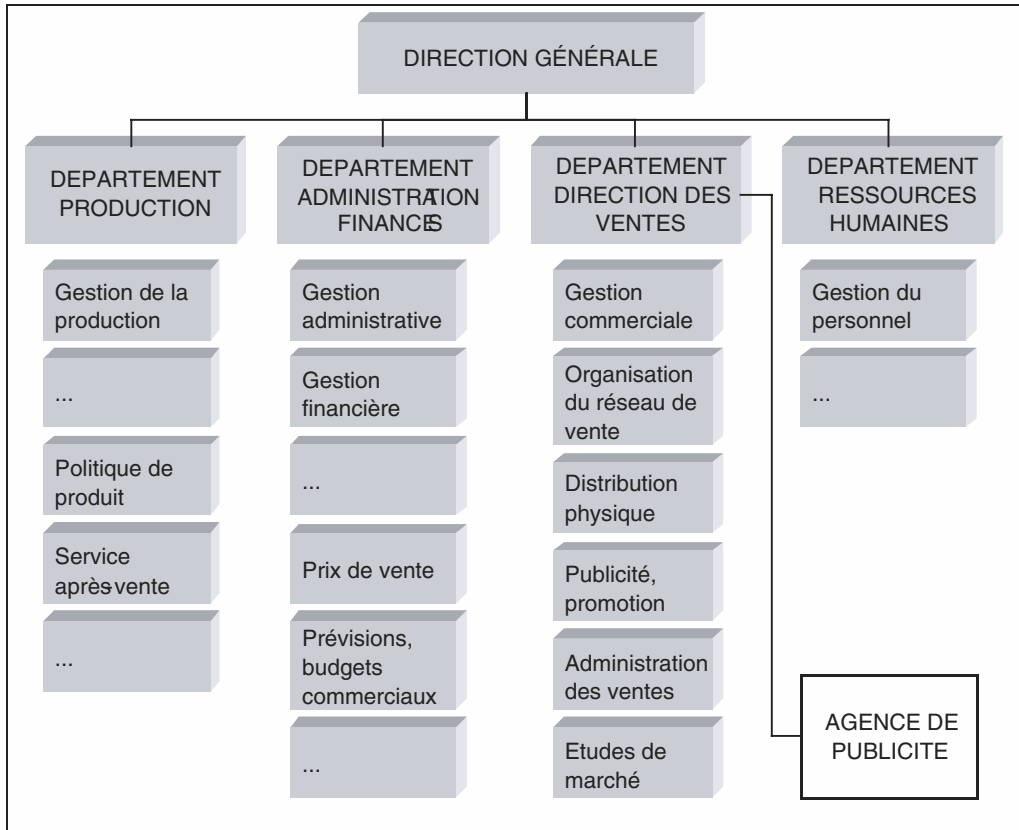 DIRECTION GÉNÉRALE
DEPARTEMENT
PRODUCTION
DEPARTEMENT
ADMINISTRATION
FINANCES
DEPARTEMENT
DIRECTION DES
VENTES
DEPARTEMENT
RESSOURCES
HUMAINES
Gestion de la
production
...
Politique de
produit
Service
après-vente
...
Gestion
administrative
Gestion
financière
...
Prix de vente
Prévisions,
budgets
commerciaux
...
Gestion
commerciale
Organisation
du réseau de
vente
Distribution
physique
Publicité,
promotion
Administration
des ventes
Etudes de
marché
Gestion du
personnel
...
AGENCE DE
PUBLICITE